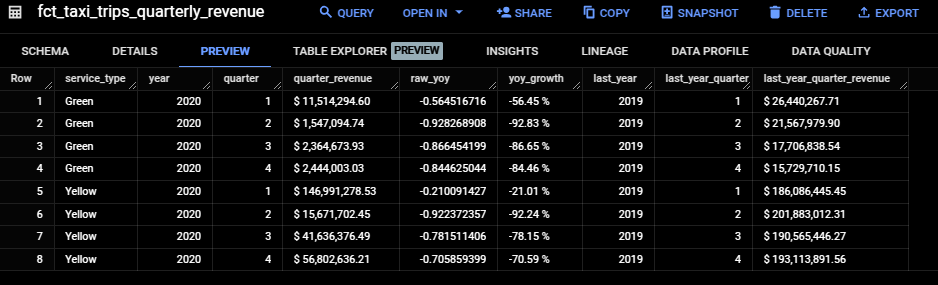 fct_taxi_trips_quarterly_revenue QUERY OPEN IN SHARE COPY SNAPSHOT DELETE EXPORT
SCHEMA DETAILS PREVIEW TABLE EXPLORER PREVIEW INSIGHTS LINEAGE DATA PROFILE DATA QUALITY
Row service_type year quarter quarter_revenue raw_yoy yoy_growth last_year last_year_quarter last_year_quarter_revenue
1 Green 2020 1 $ 11,514,294.60 -0.564516716 -56.45 % 2019 1 $ 26,440,267.71
2 Green 2020 2 $ 1,547,094.74 -0.928268908 -92.83 % 2019 2 $ 21,567,979.90
3 Green 2020 3 $ 2,364,673.93 -0.866454199 -86.65 % 2019 3 $ 17,706,838.54
4 Green 2020 4 $ 2,444,003.03 -0.844625044 -84.46 % 2019 4 $ 15,729,710.15
5 Yellow 2020 1 $ 146,991,278.53 -0.210091427 -21.01 % 2019 1 $ 186,086,445.45
6 Yellow 2020 2 $ 15,671,702.45 -0.922372357 -92.24 % 2019 2 $ 201,883,012.31
7 Yellow 2020 3 $ 41,636,376.49 -0.781511406 -78.15 % 2019 3 $ 190,565,446.27
8 Yellow 2020 4 $ 56,802,636.21 -0.705859399 -70.59 % 2019 4 $ 193,113,891.56